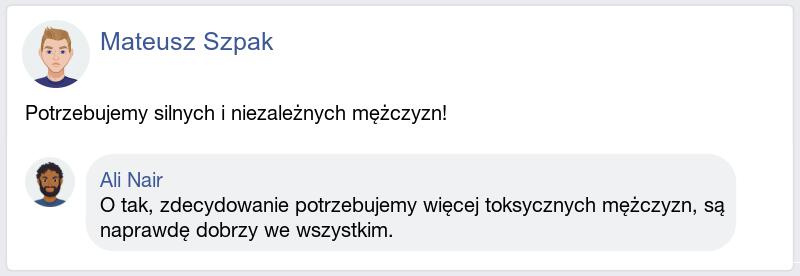 Mateusz Szpak
Potrzebujemy silnych i niezależnych mężczyzn!
Ali Nair
O tak, zdecydowanie potrzebujemy więcej toksycznych mężczyzn, są
naprawdę dobrzy we wszystkim.